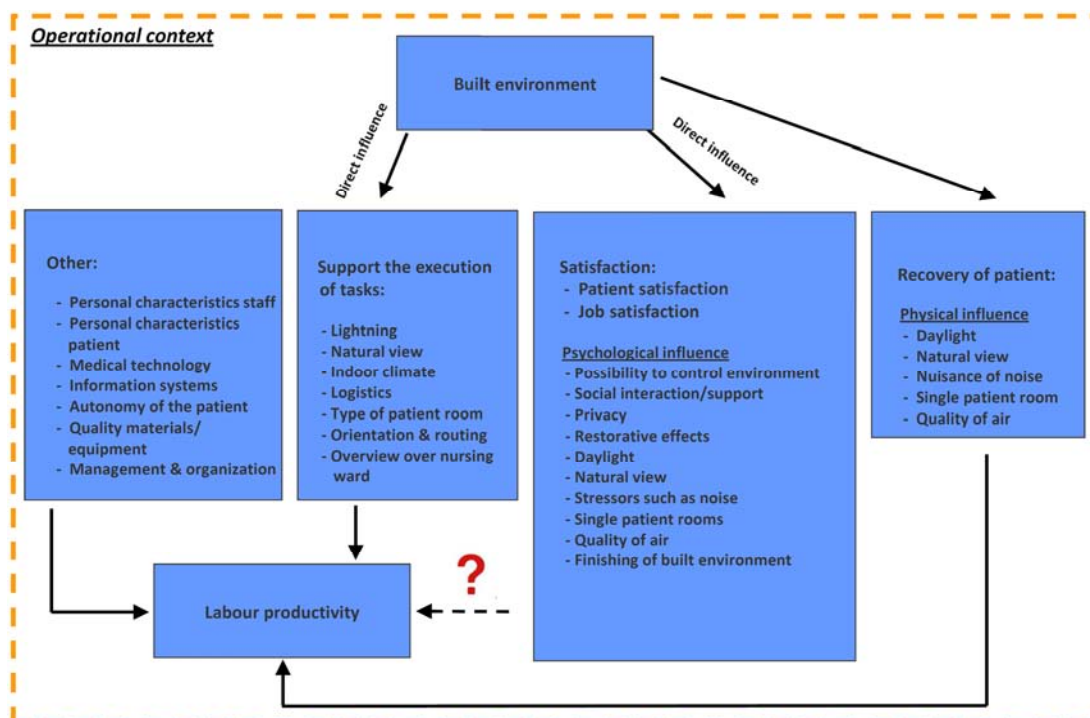 Operational context
Built environment
Direct influence
Direct influence
Other:
- Personal characteristics staff
- Personal characteristics
patient
- Medical technology
- Information systems
- Autonomy of the patient
- Quality materials/
equipment
- Management & organization
Support the execution
of tasks:
- Lightning
- Natural view
- Indoor climate
- Logistics
- Type of patient room
- Orientation & routing
- Overview over nursing
ward
Satisfaction:
- Patient satisfaction
- Job satisfaction
Psychological influence
- Possibility to control environment
- Social interaction/support
- Privacy
- Restorative effects
- Daylight
- Natural view
- Stressors such as noise
- Single patient rooms
- Quality of air
- Finishing of built environment
Recovery of patient:
Physical influence
- Daylight
- Natural view
- Nuisance of noise
- Single patient room
- Quality of air
?
Labour productivity